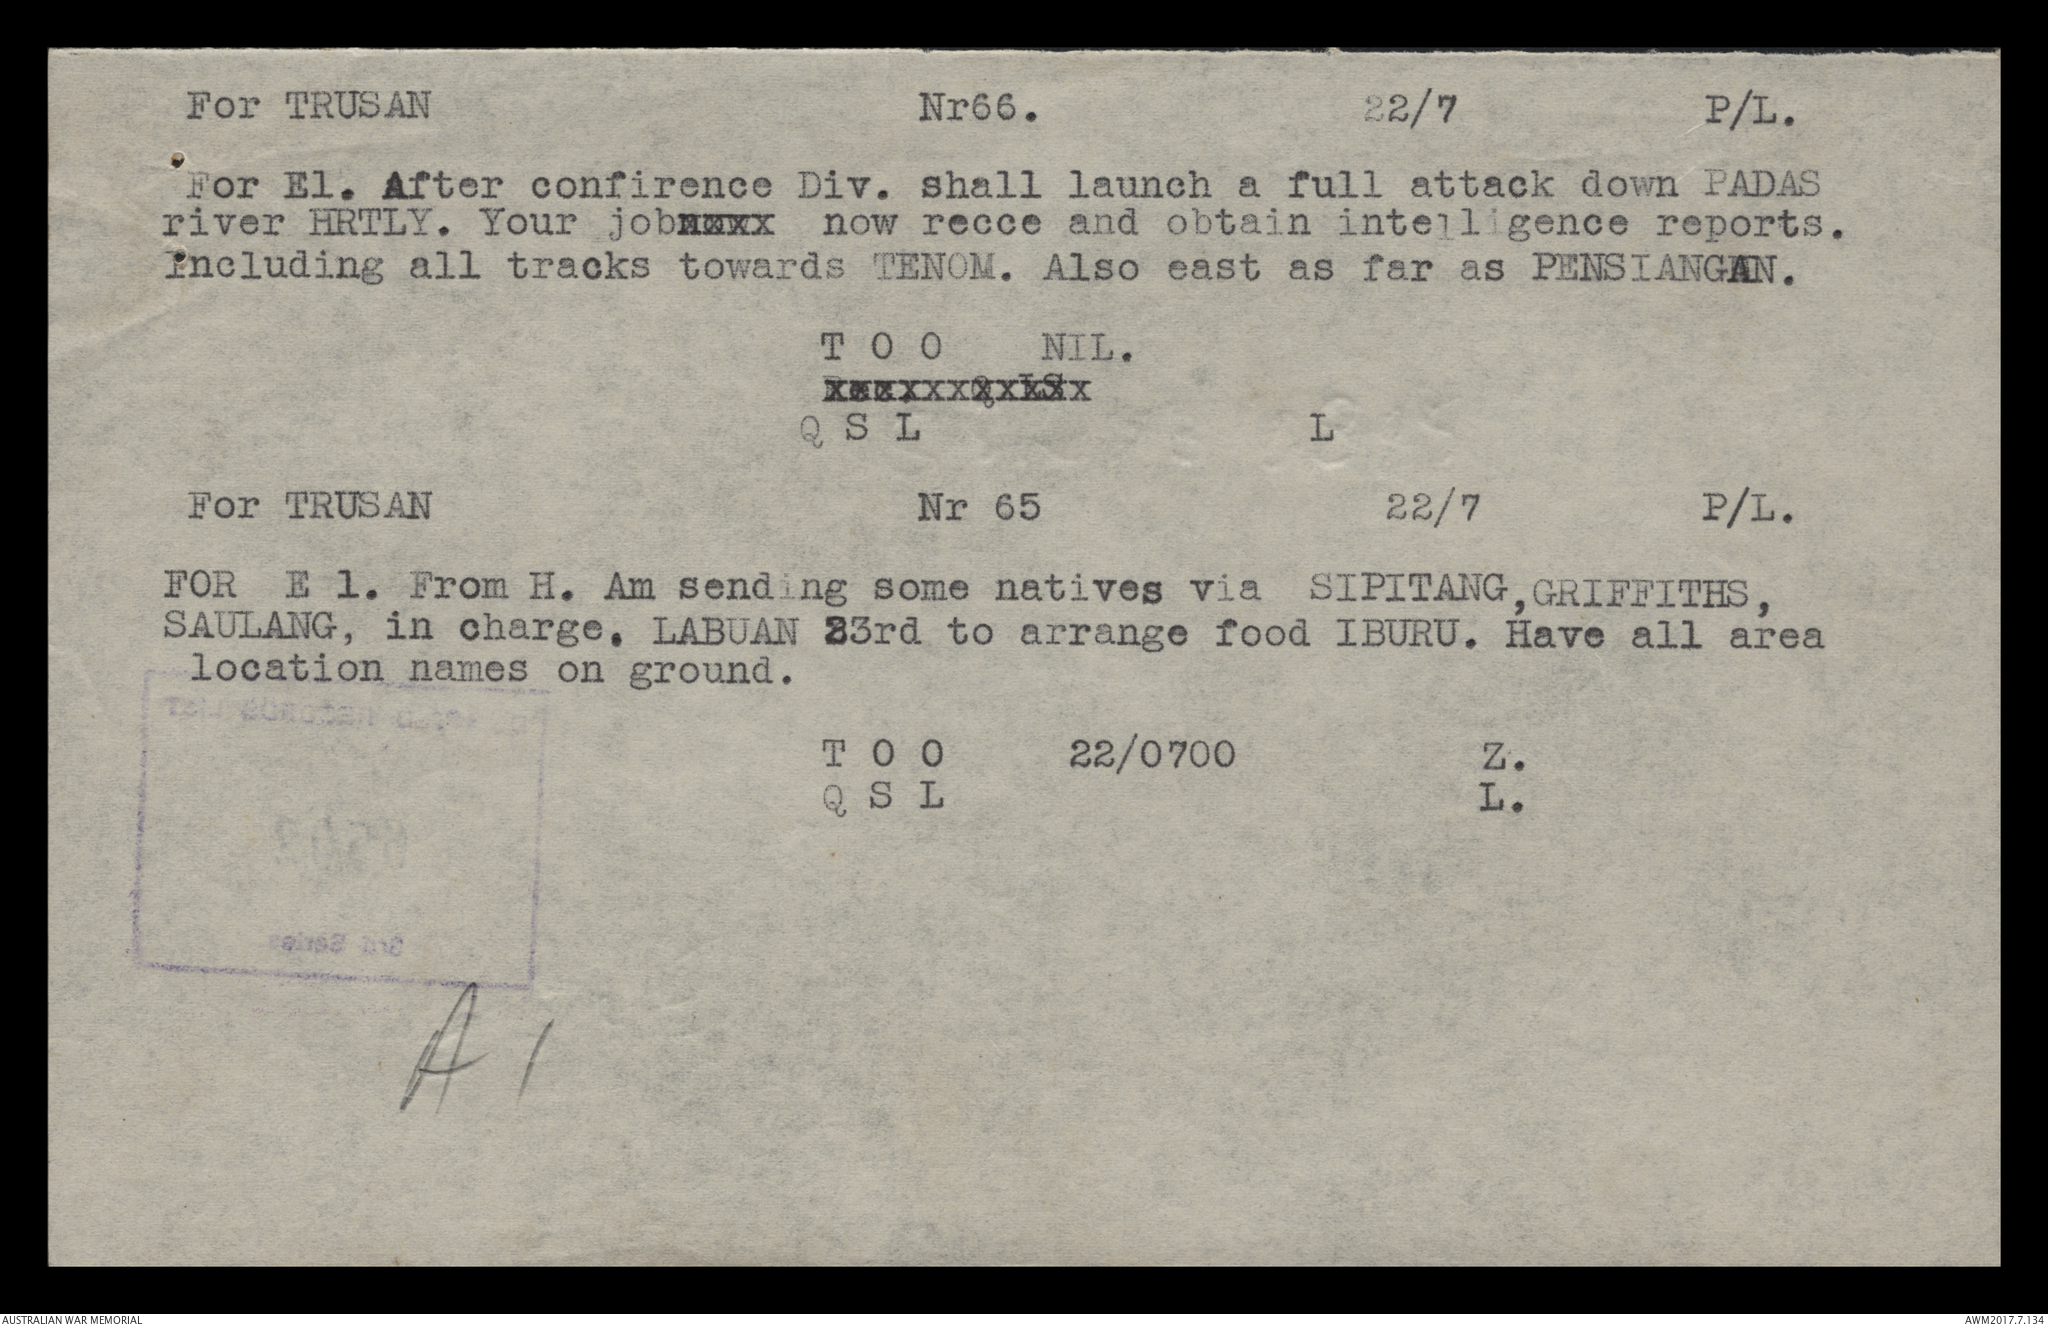 For TRUSAN Nr66. 22/7 P/L.
For El. After confirence Div. shall launch a full attack down PADAS
river HRTLY. Your job now recce and obtain intelligence reports.
Including all tracks towards TENOM. Also east as far as PENSIANGAN.
T O O NIL.
Q S L L
For TRUSAN Nr 65 22/7 P/L.
FOR E l. From H. Am sending some natives via SIPITANG, GRIFFITHS,
SAULANG, in charge. LABUAN 23rd to arrange food IBURU. Have all area
location names on ground.
T O O 22/0700 Z.
Q S L L.
3rd Series
A 1
AUSTRALIAN WAR MEMORIAL
AWM2017.7.134